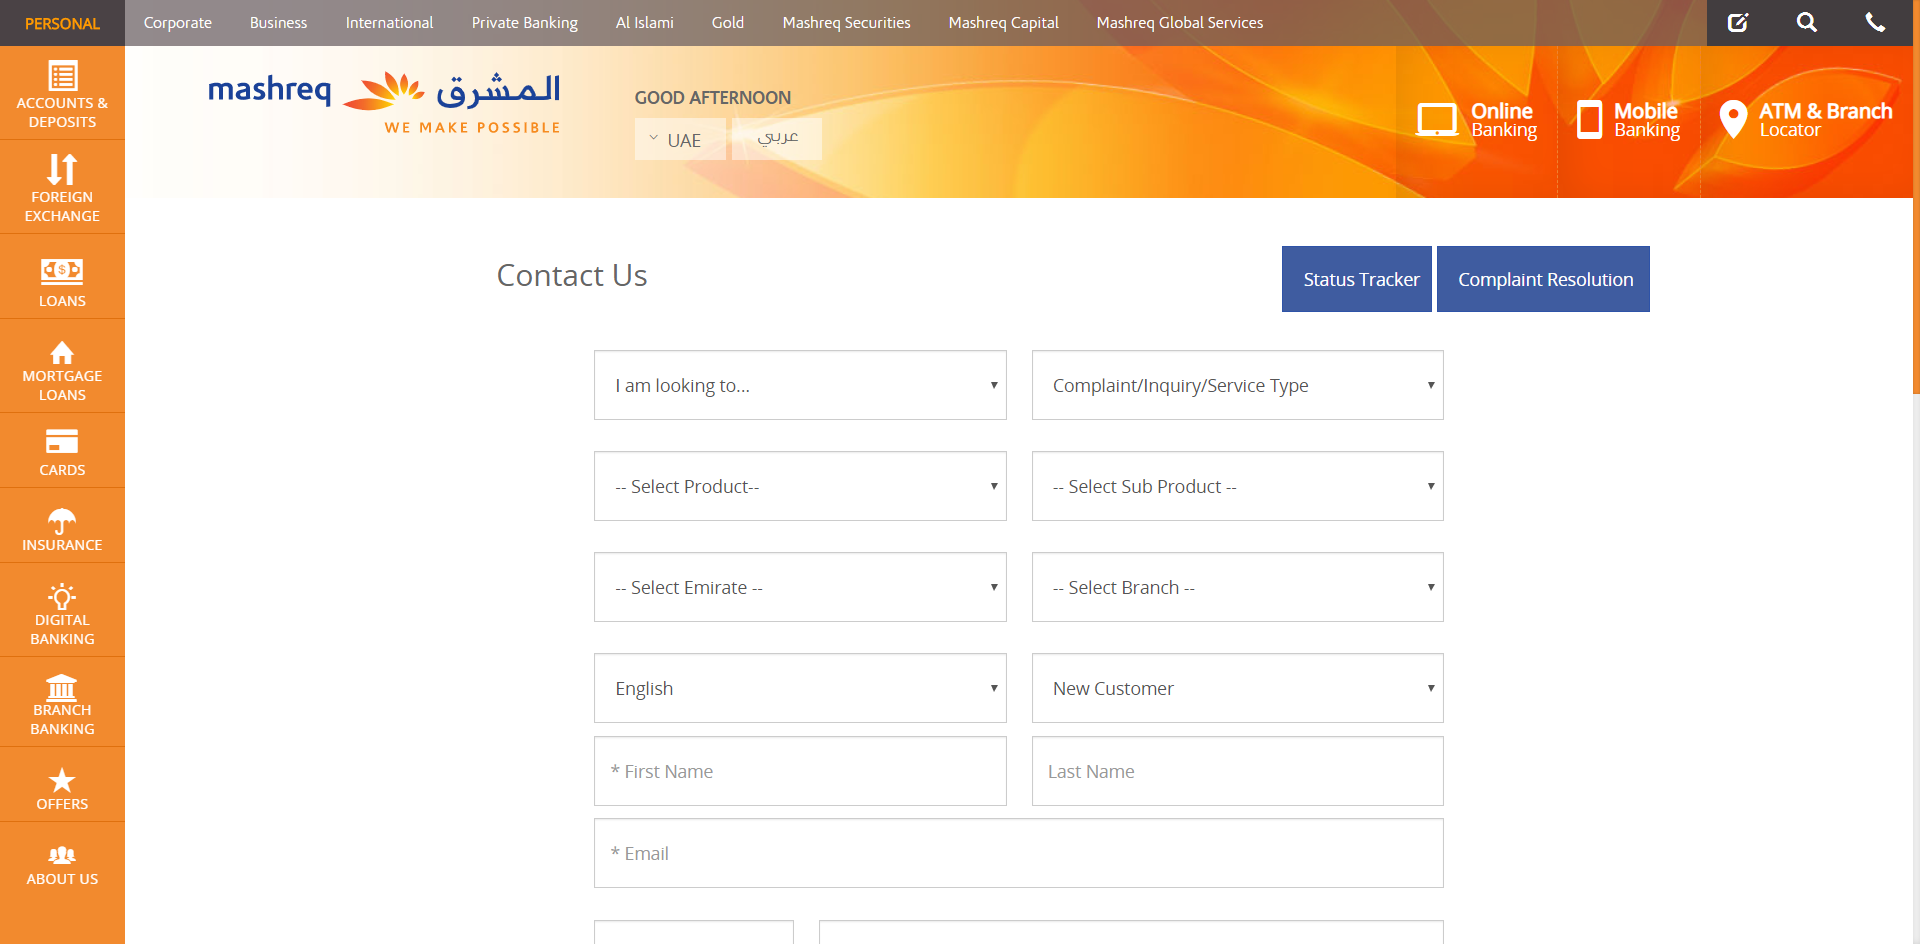 PERSONAL
Corporate
Business
International
Private Banking
Al Islami
Gold
Mashreq Securities
Mashreq Capital
Mashreq Global Services
ACCOUNTS &
DEPOSITS
FOREIGN
EXCHANGE
LOANS
MORTGAGE
LOANS
CARDS
INSURANCE
DIGITAL
BANKING
BRANCH
BANKING
OFFERS
ABOUT US
mashreq المشرق
WE MAKE POSSIBLE
GOOD AFTERNOON
UAE
عربي
Online
Banking
Mobile
Banking
ATM & Branch
Locator
Contact Us
Status Tracker
Complaint Resolution
I am looking to...
Complaint/Inquiry/Service Type
-- Select Product--
-- Select Sub Product --
-- Select Emirate --
-- Select Branch --
English
New Customer
* First Name
Last Name
* Email